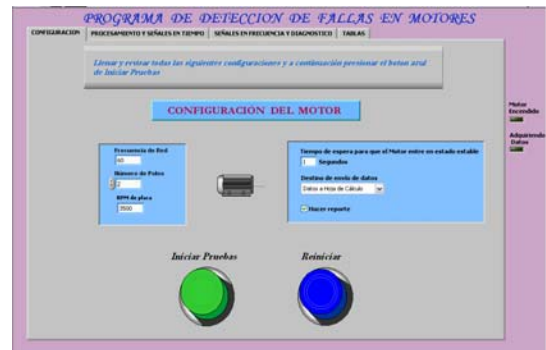 PROGRAMA DE DETECCION DE FALLAS EN MOTORES
CONFIGURACION
PROCESAMIENTO Y SEÑALES EN TIEMPO
SEÑALES EN FRECUENCIA Y DIAGNOSTICO
TABLAS
Llenar y revisar todas las siguientes configuraciones y a continuación presionar el boton azul
de Iniciar Pruebas
CONFIGURACIÓN DEL MOTOR
Frecuencia de Red
60
Número de Polos
2
RPM de placa
3500
Tiempo de espera para que el Motor entre en estado estable
1 Segundos
Destino de envío de datos
Datos a Hoja de Cálculo
Hacer reporte
Motor
Encendido
Adquiriendo
Datos
Iniciar Pruebas
Reiniciar